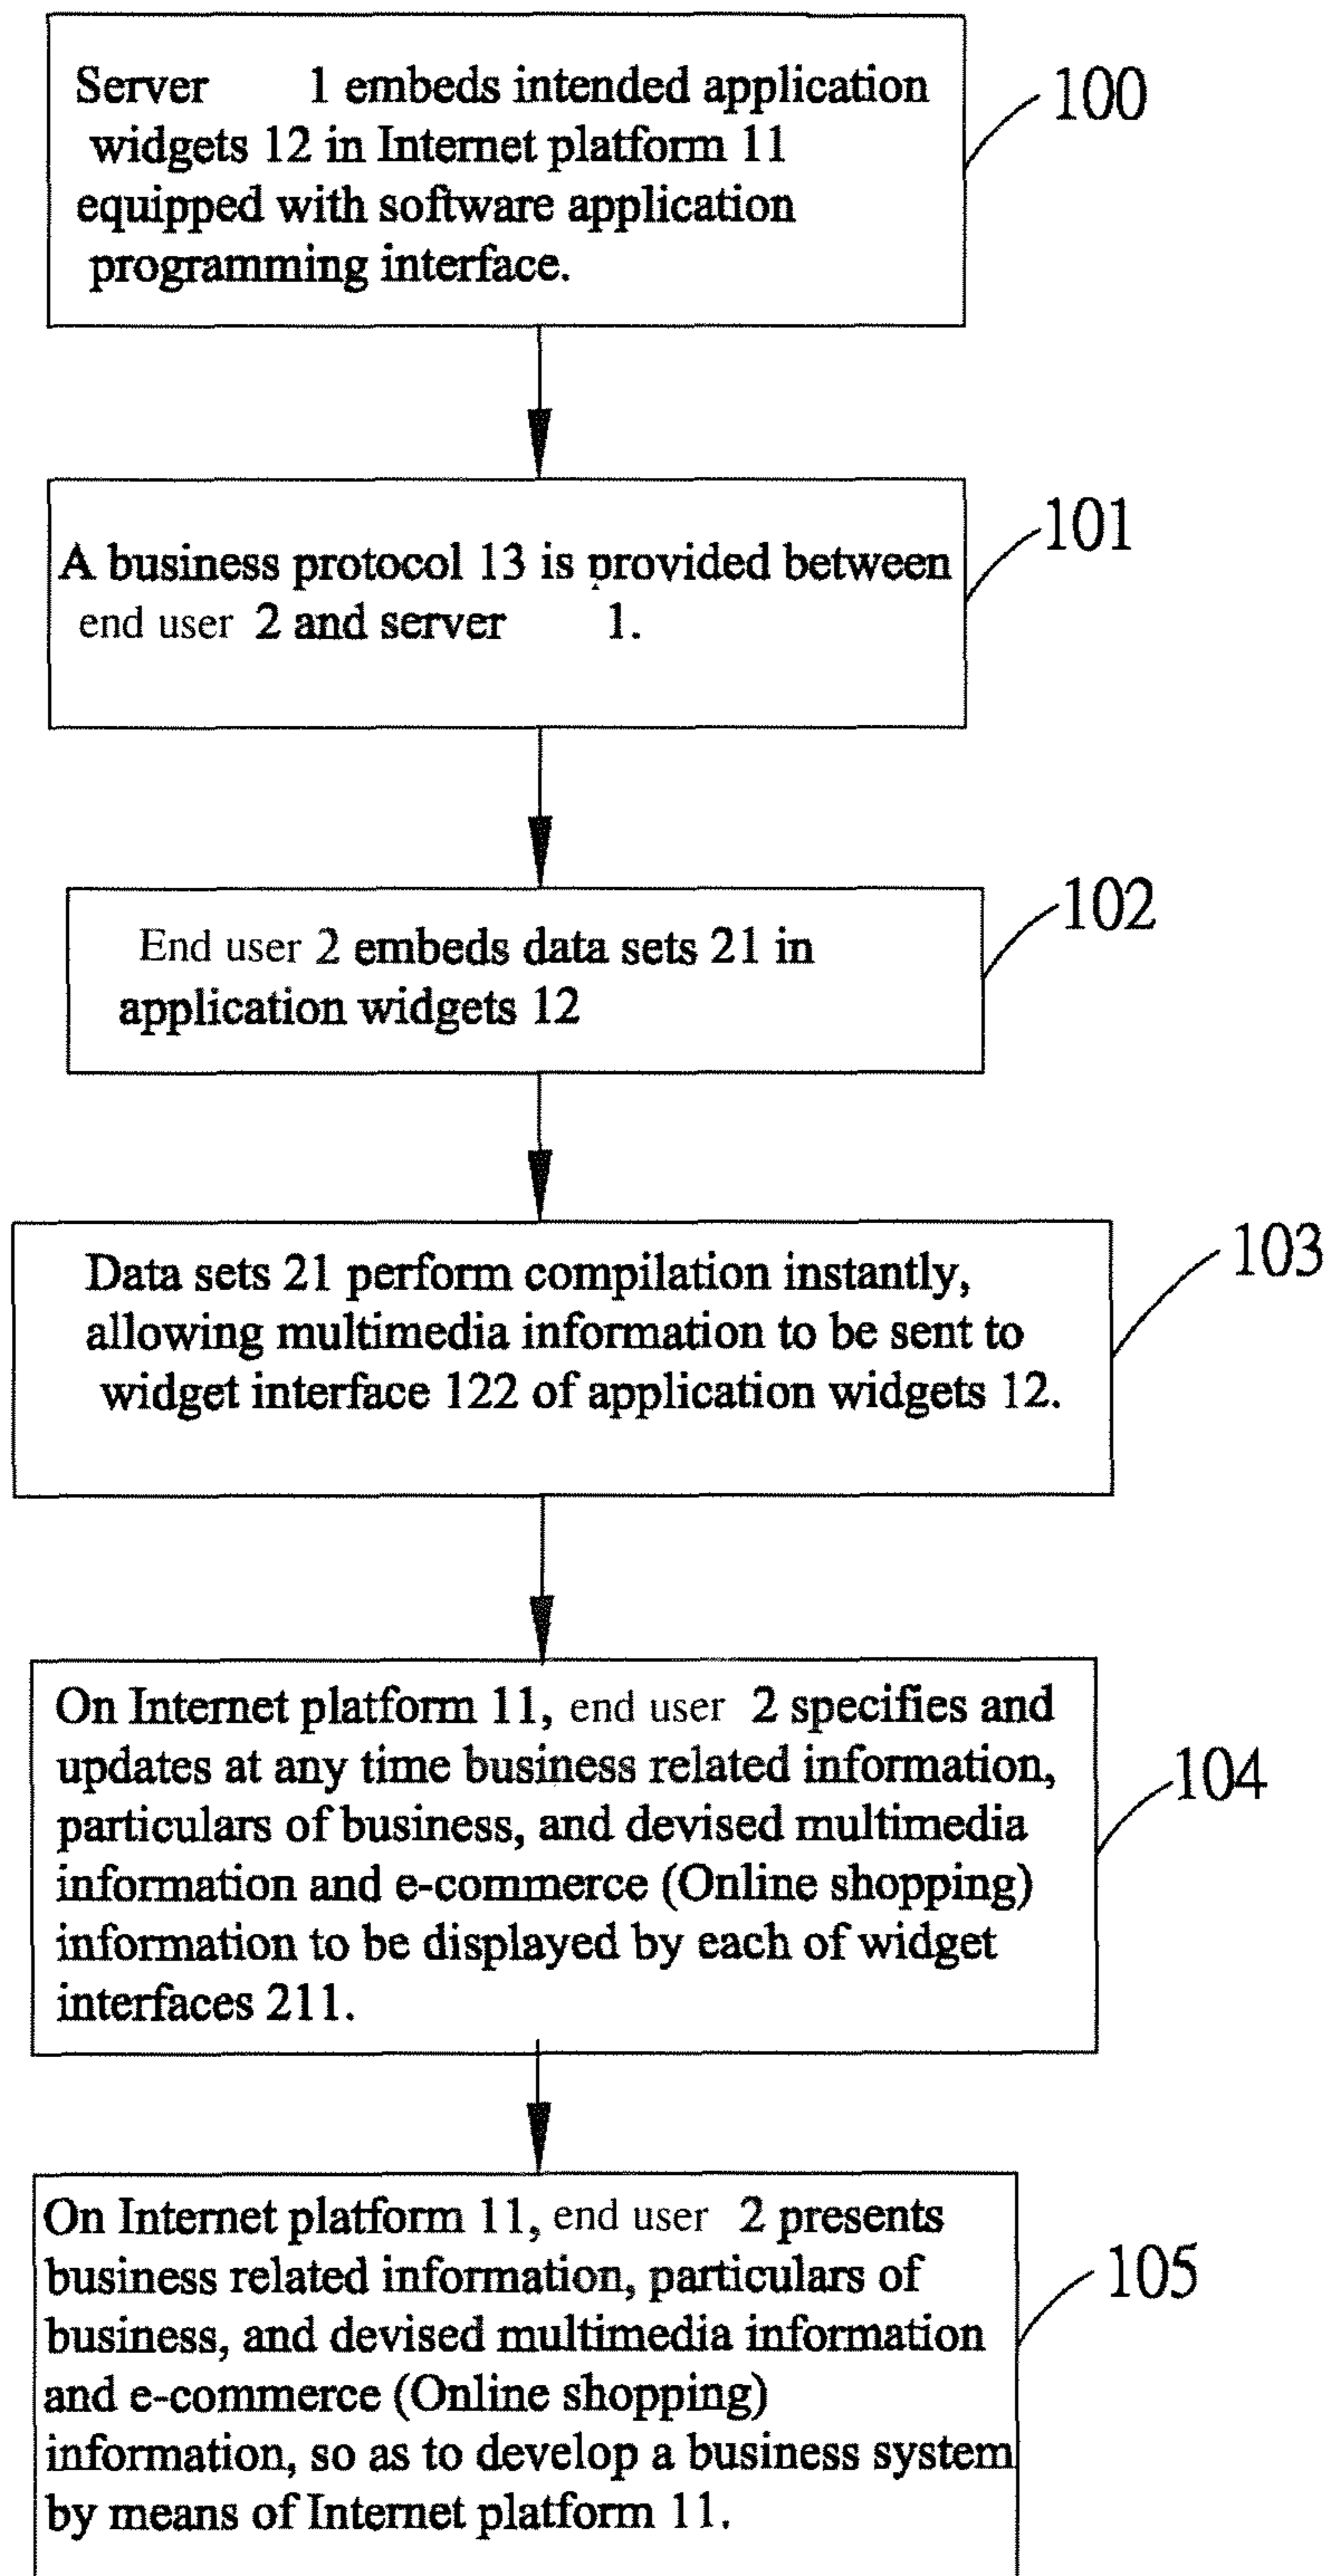 Server 1 embeds intended application
widgets 12 in Internet platform 11
equipped with software application
programming interface.
100
A business protocol 13 is provided between
end user 2 and server 1.
101
End user 2 embeds data sets 21 in
application widgets 12
102
Data sets 21 perform compilation instantly,
allowing multimedia information to be sent to
widget interface 122 of application widgets 12.
103
On Internet platform 11, end user 2 specifies and
updates at any time business related information,
particulars of business, and devised multimedia
information and e-commerce (Online shopping)
information to be displayed by each of widget
interfaces 211.
104
On Internet platform 11, end user 2 presents
business related information, particulars of
business, and devised multimedia information
and e-commerce (Online shopping)
information, so as to develop a business system
by means of Internet platform 11.
105